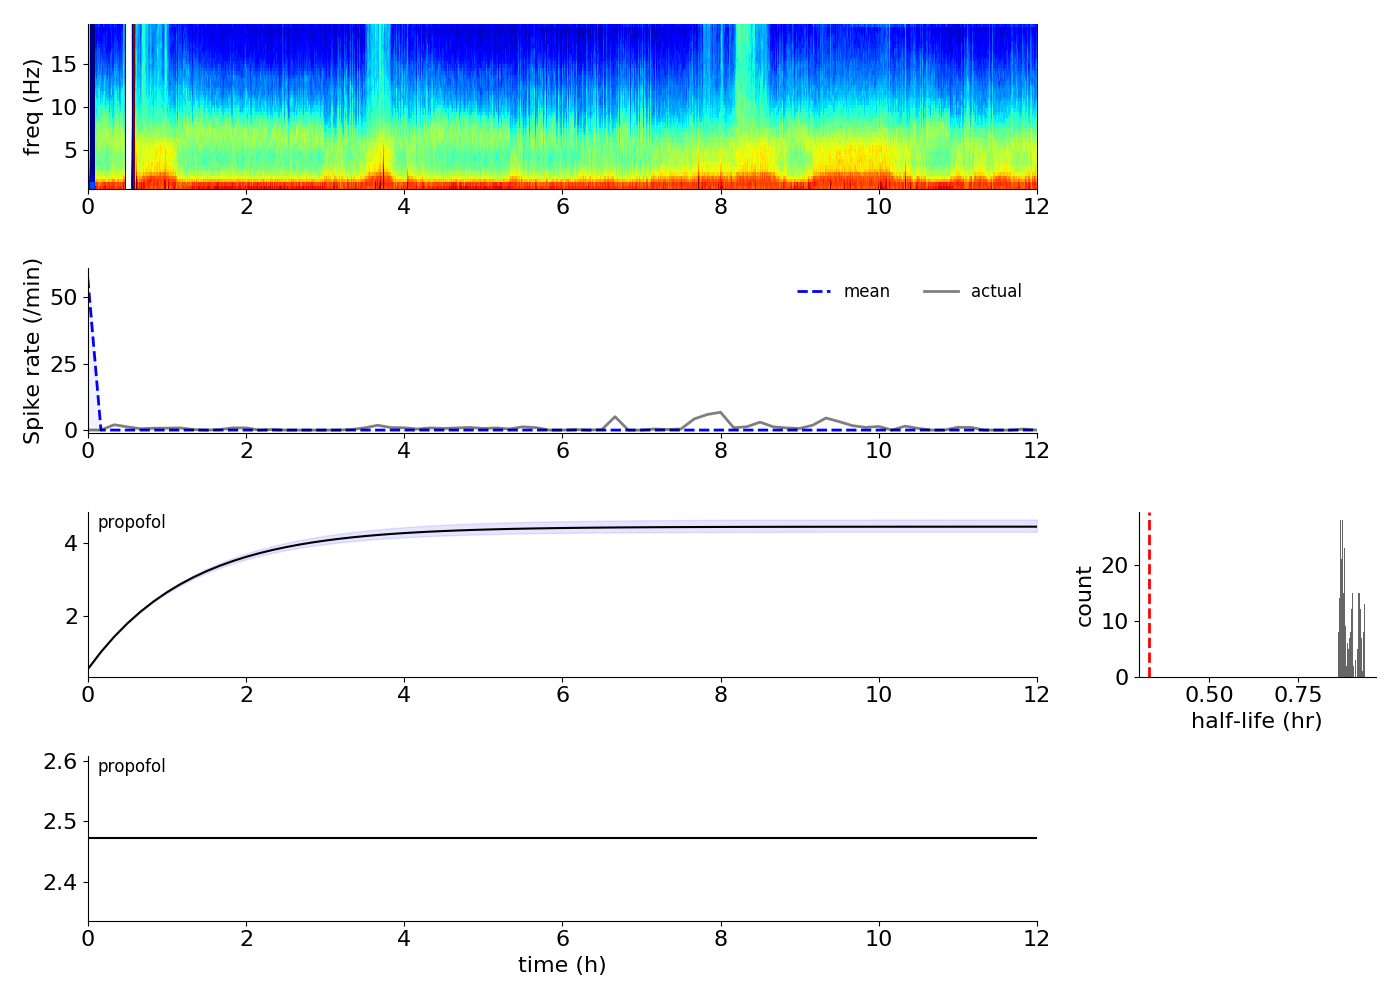 freq (Hz)
15
10
5
0 2 4 6 8 10 12
Spike rate (/min)
50
25
0
mean actual
0 2 4 6 8 10 12
propofol
4
2
0 2 4 6 8 10 12
count
20
10
0
0.50 0.75
half-life (hr)
propofol
2.6
2.5
2.4
0 2 4 6 8 10 12
time (h)